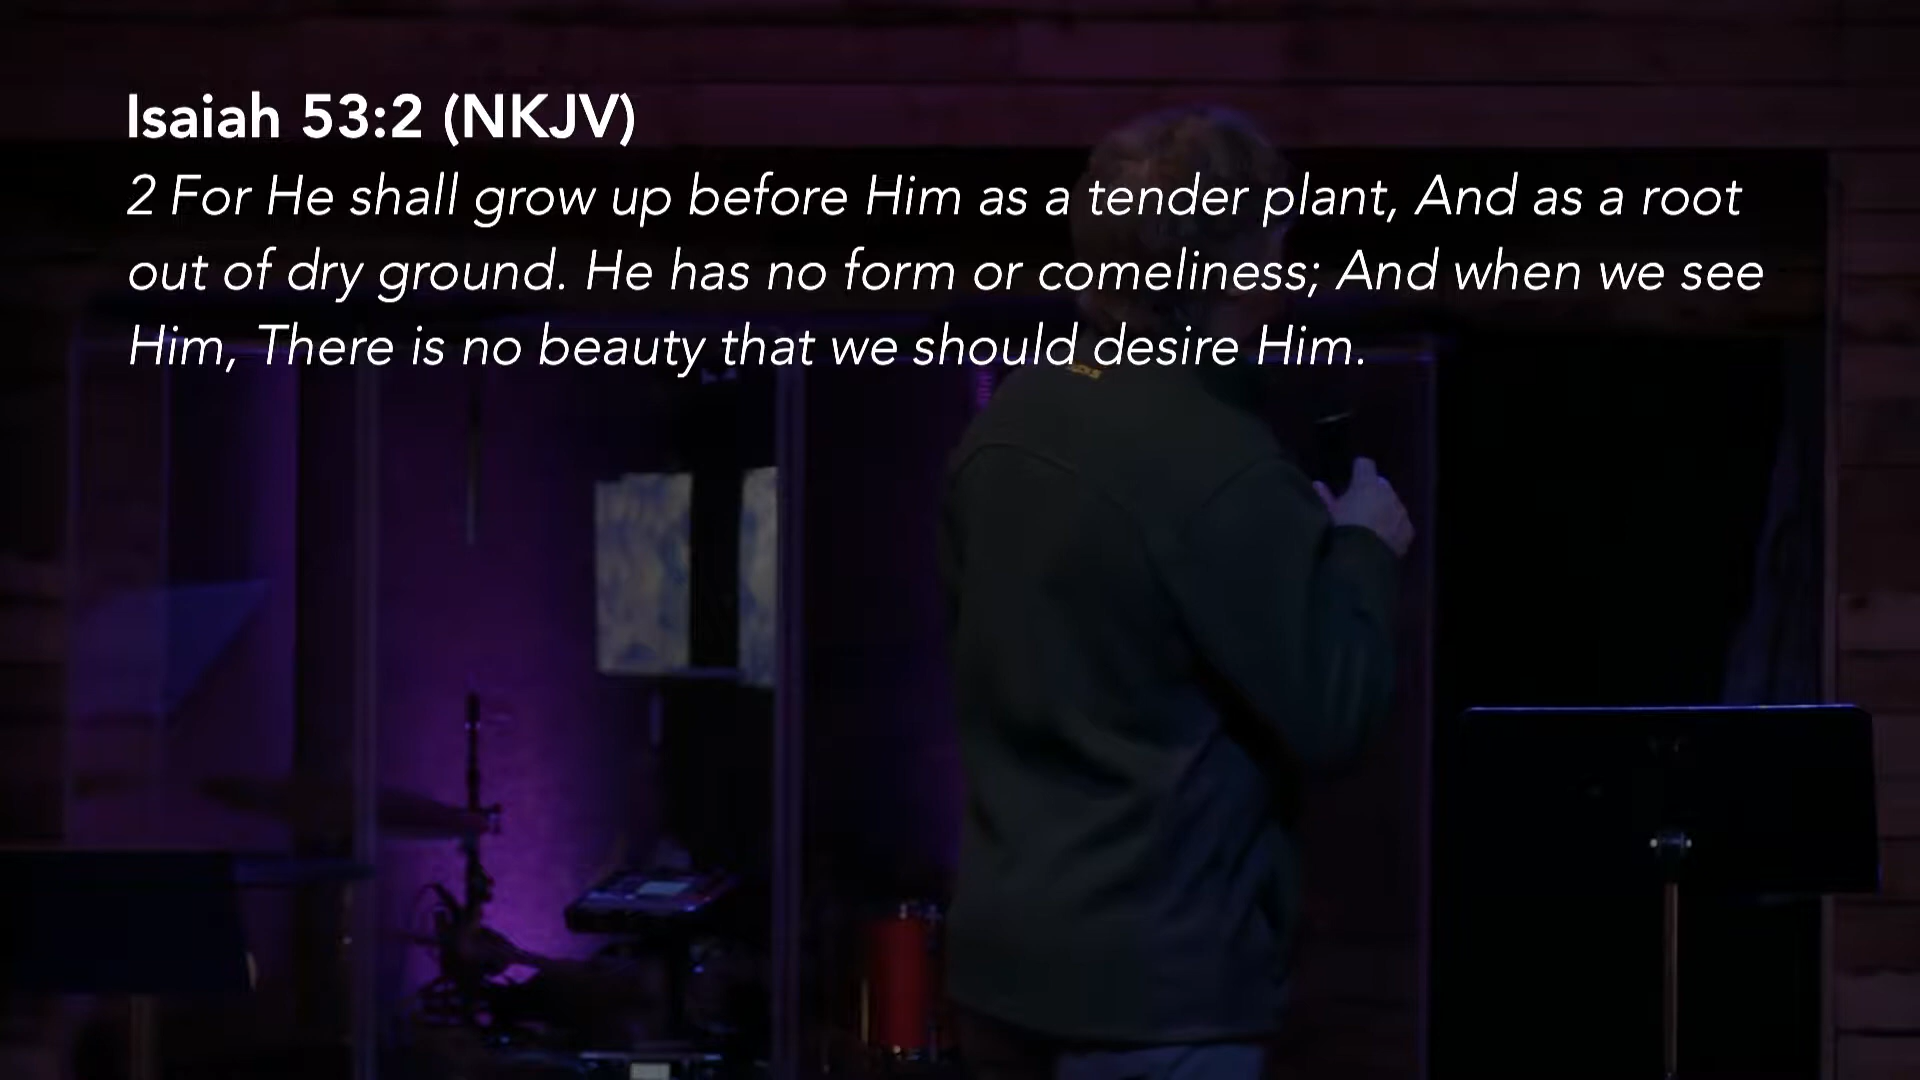 Isaiah 53:2 (NKJV)
2 For He shall grow up before Him as a tender plant, And as a root
out of dry ground. He has no form or comeliness; And when we see
Him, There is no beauty that we should desire Him.